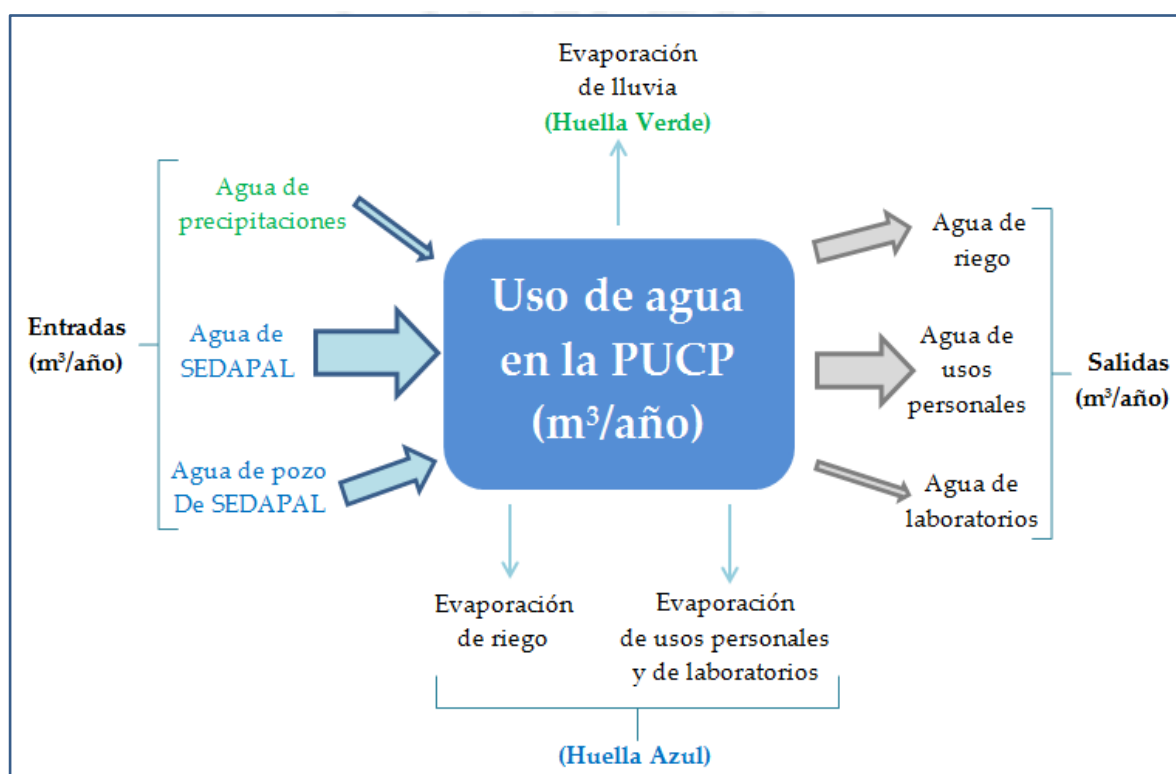 Evaporación
de lluvia
(Huella Verde)
Agua de
precipitaciones
Entradas
(m³/año)
Agua de
SEDAPAL
Agua de pozo
De SEDAPAL
Uso de agua
en la PUCP
(m³/año)
Agua de
riego
Agua de
usos
personales
Agua de
laboratorios
Salidas
(m³/año)
Evaporación
de riego
Evaporación
de usos personales
y de laboratorios
(Huella Azul)